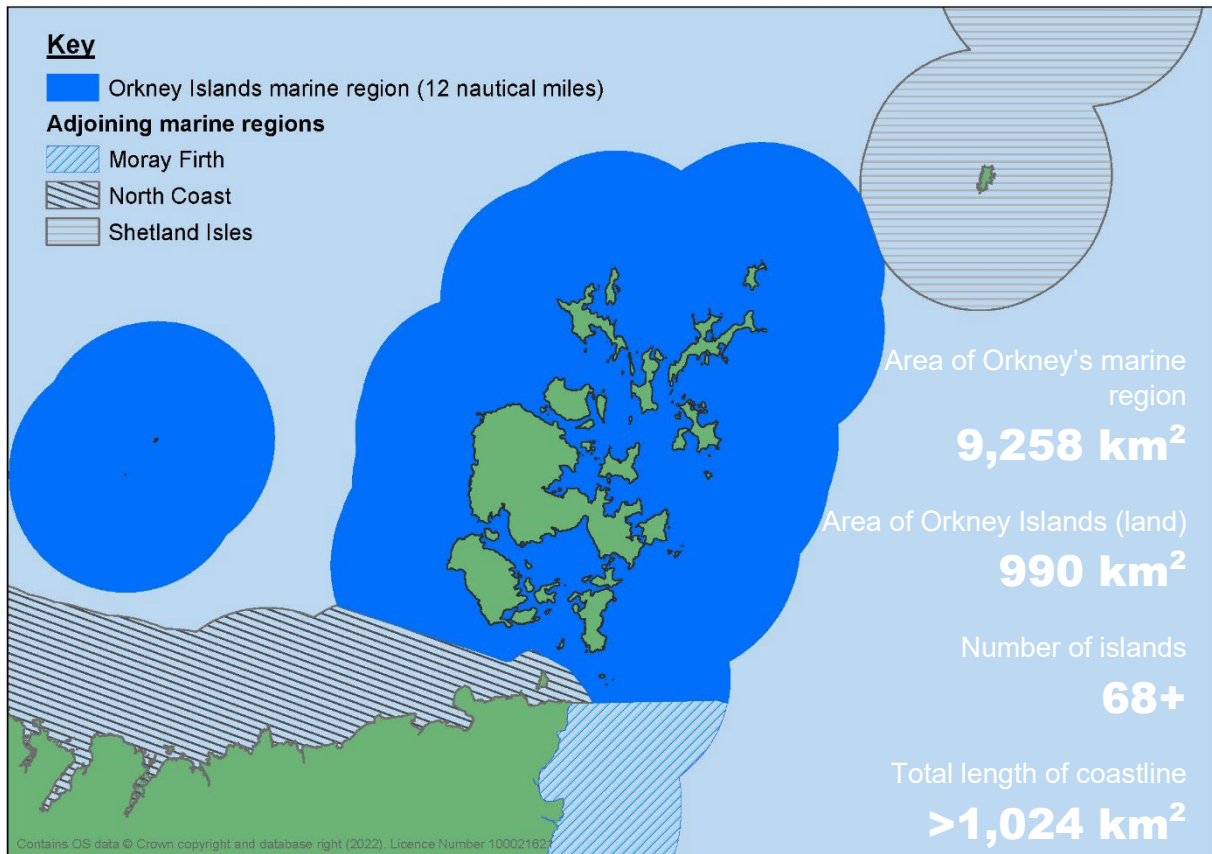 Key
Orkney Islands marine region (12 nautical miles)
Adjoining marine regions
Moray Firth
North Coast
Shetland Isles
Area of Orkney’s marine
region
9,258 km²
Area of Orkney Islands (land)
990 km²
Number of islands
68+
Total length of coastline
>1,024 km²
Contains OS data © Crown copyright and database right (2022). Licence Number 100021621